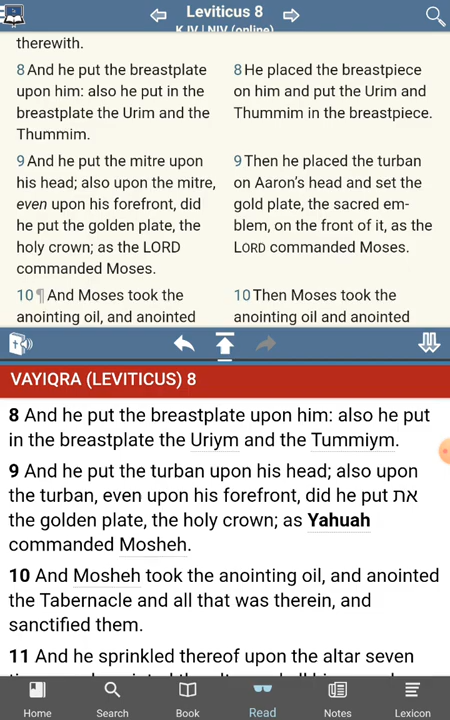 Leviticus 8
KJV | NIV (online)
therewith.
8 And he put the breastplate
upon him: also he put in the
breastplate the Urim and the
Thummim.
9 And he put the mitre upon
his head; also upon the mitre,
even upon his forefront, did
he put the golden plate, the
holy crown; as the LORD
commanded Moses.
10 ¶ And Moses took the
anointing oil, and anointed
8 He placed the breastpiece
on him and put the Urim and
Thummim in the breastpiece.
9 Then he placed the turban
on Aaron’s head and set the
gold plate, the sacred em-
blem, on the front of it, as the
LORD commanded Moses.
10 Then Moses took the
anointing oil and anointed
VAYIQRA (LEVITICUS) 8
8 And he put the breastplate upon him: also he put
in the breastplate the Uriym and the Tummiym.
9 And he put the turban upon his head; also upon
the turban, even upon his forefront, did he put את
the golden plate, the holy crown; as Yahuah
commanded Mosheh.
10 And Mosheh took the anointing oil, and anointed
the Tabernacle and all that was therein, and
sanctified them.
11 And he sprinkled thereof upon the altar seven
Home
Search
Book
Read
Notes
Lexicon